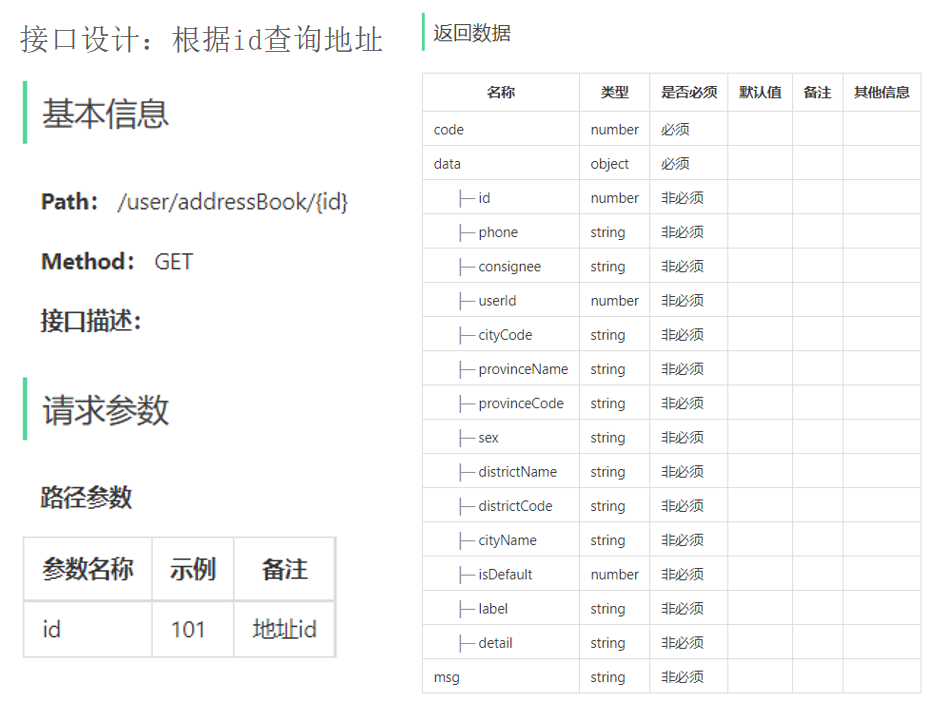 接口设计：根据id查询地址
基本信息
Path： /user/addressBook/{id}
Method： GET
接口描述：
请求参数
路径参数
参数名称 示例 备注
id 101 地址id
返回数据
名称 类型 是否必须 默认值 备注 其他信息
code number 必须
data object 必须
├─ id number 非必须
├─ phone string 非必须
├─ consignee string 非必须
├─ userId number 非必须
├─ cityCode string 非必须
├─ provinceName string 非必须
├─ provinceCode string 非必须
├─ sex string 非必须
├─ districtName string 非必须
├─ districtCode string 非必须
├─ cityName string 非必须
├─ isDefault number 非必须
├─ label string 非必须
├─ detail string 非必须
msg string 非必须